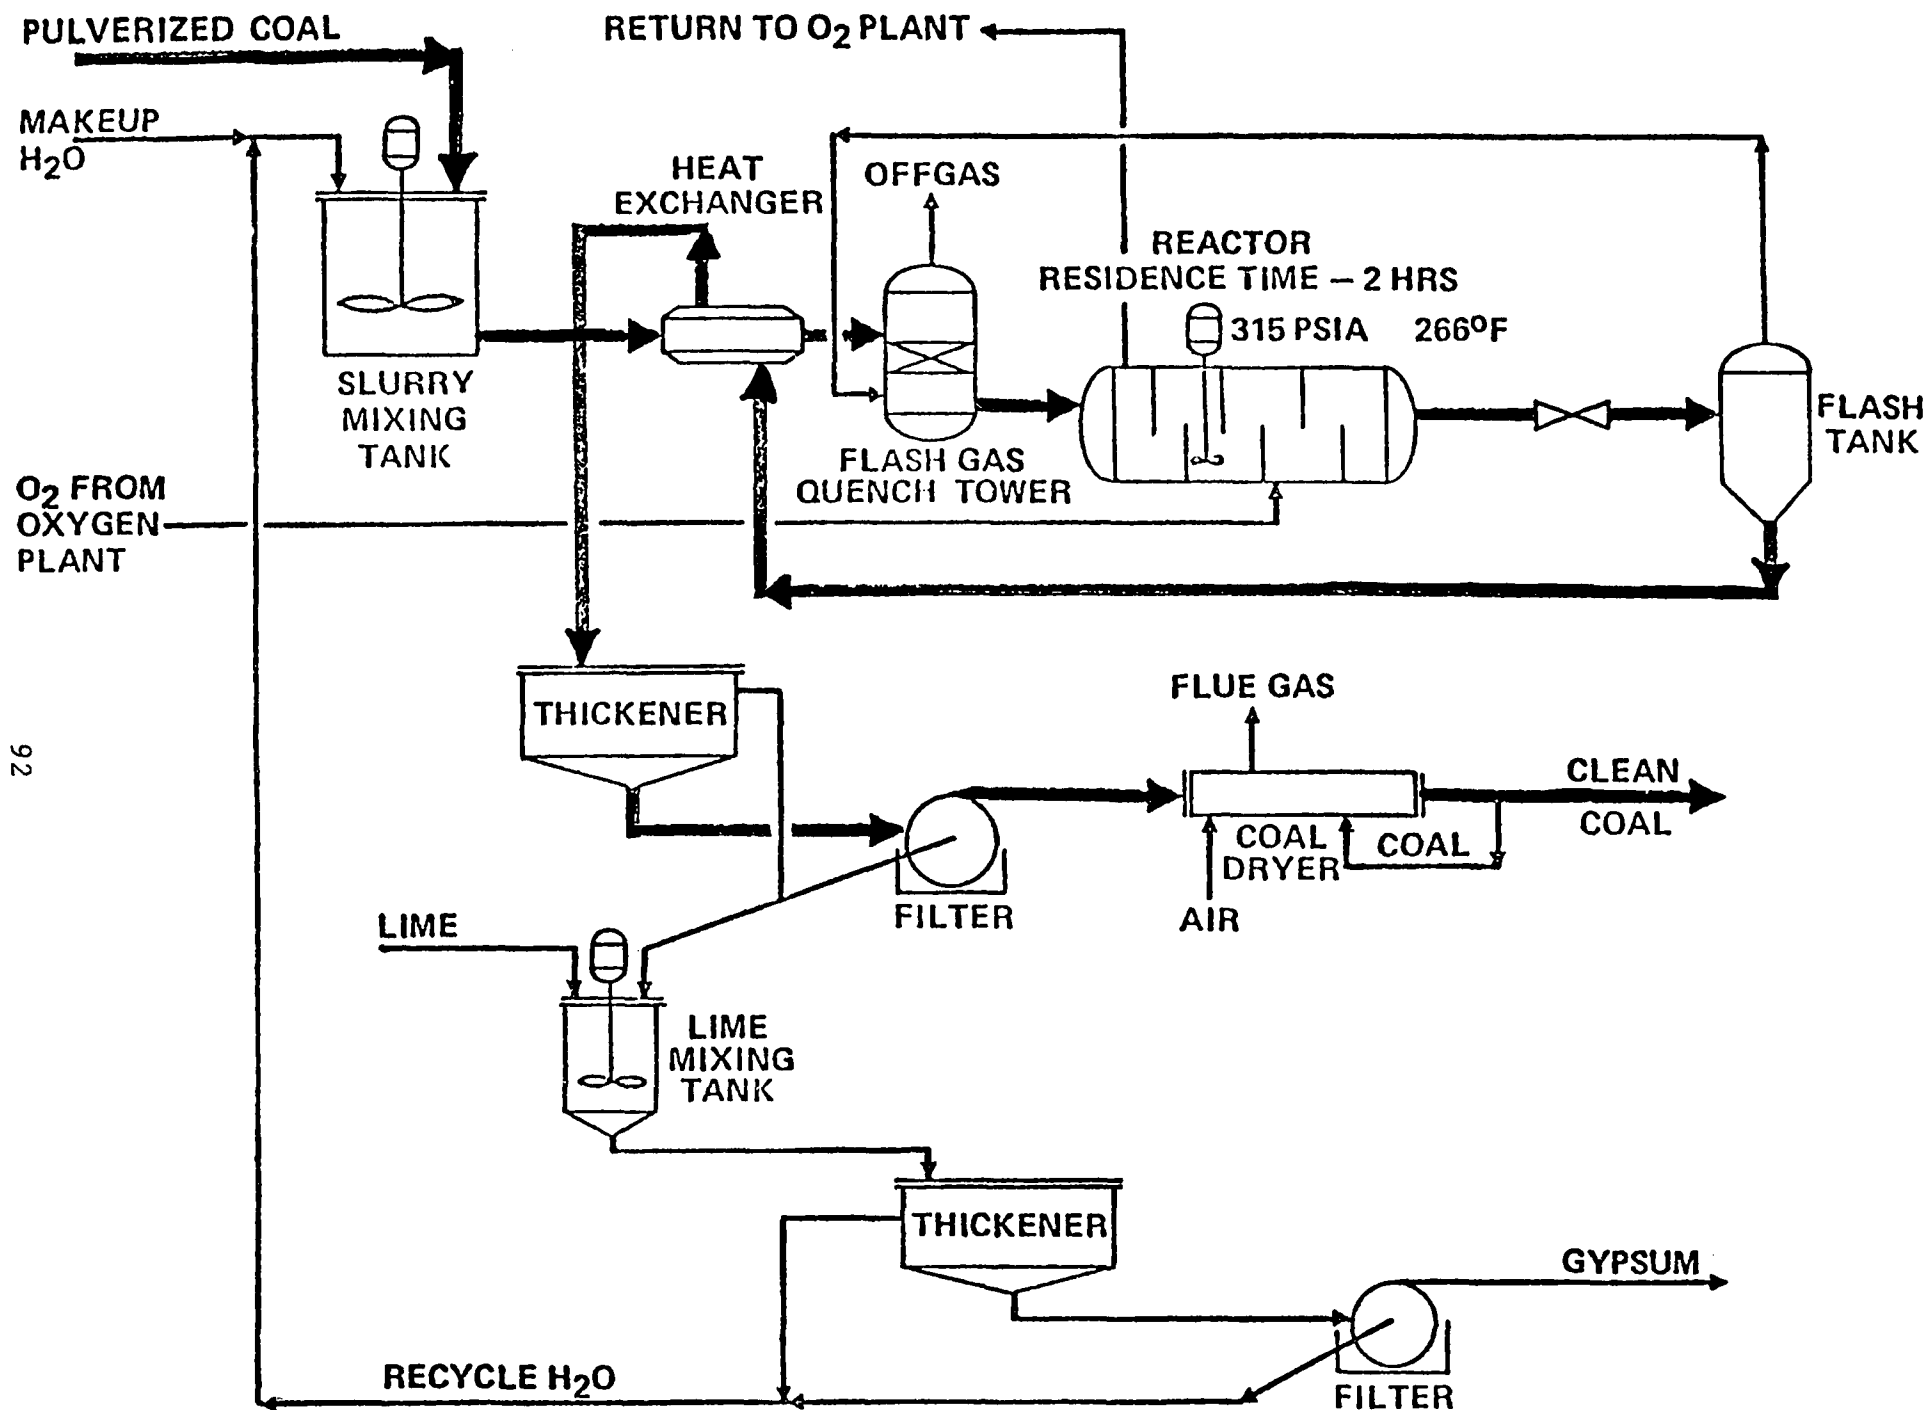 PULVERIZED COAL
RETURN TO O2 PLANT
MAKEUP
H2O
HEAT
EXCHANGER
OFFGAS
REACTOR
RESIDENCE TIME – 2 HRS
315 PSIA 266ºF
SLURRY
MIXING
TANK
FLASH
TANK
FLASH GAS
QUENCH TOWER
O2 FROM
OXYGEN
PLANT
THICKENER
FLUE GAS
92
CLEAN
COAL
COAL
DRYER
COAL
FILTER
AIR
LIME
LIME
MIXING
TANK
THICKENER
GYPSUM
RECYCLE H2O
FILTER